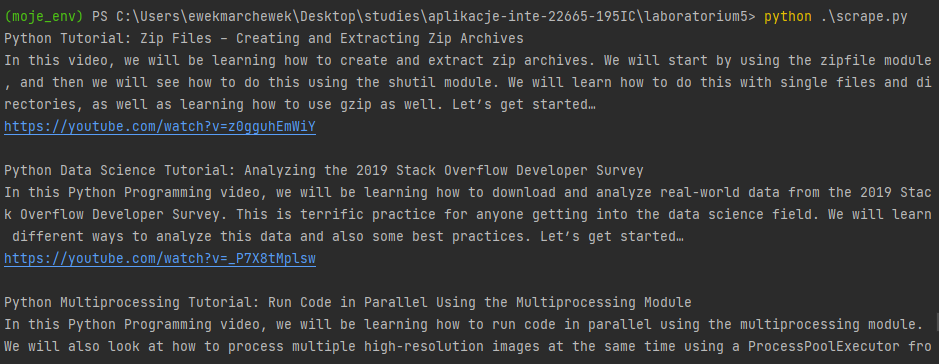 (moje_env) PS C:\Users\ewekmarchewek\Desktop\studies\aplikacje-inte-22665-195IC\laboratorium5> python .\scrape.py
Python Tutorial: Zip Files – Creating and Extracting Zip Archives
In this video, we will be learning how to create and extract zip archives. We will start by using the zipfile module
, and then we will see how to do this using the shutil module. We will learn how to do this with single files and di
rectories, as well as learning how to use gzip as well. Let’s get started…
https://youtube.com/watch?v=z0gguhEmWiY

Python Data Science Tutorial: Analyzing the 2019 Stack Overflow Developer Survey
In this Python Programming video, we will be learning how to download and analyze real-world data from the 2019 Stac
k Overflow Developer Survey. This is terrific practice for anyone getting into the data science field. We will learn
 different ways to analyze this data and also some best practices. Let’s get started…
https://youtube.com/watch?v=_P7X8tMplsw

Python Multiprocessing Tutorial: Run Code in Parallel Using the Multiprocessing Module
In this Python Programming video, we will be learning how to run code in parallel using the multiprocessing module.
We will also look at how to process multiple high-resolution images at the same time using a ProcessPoolExecutor fro